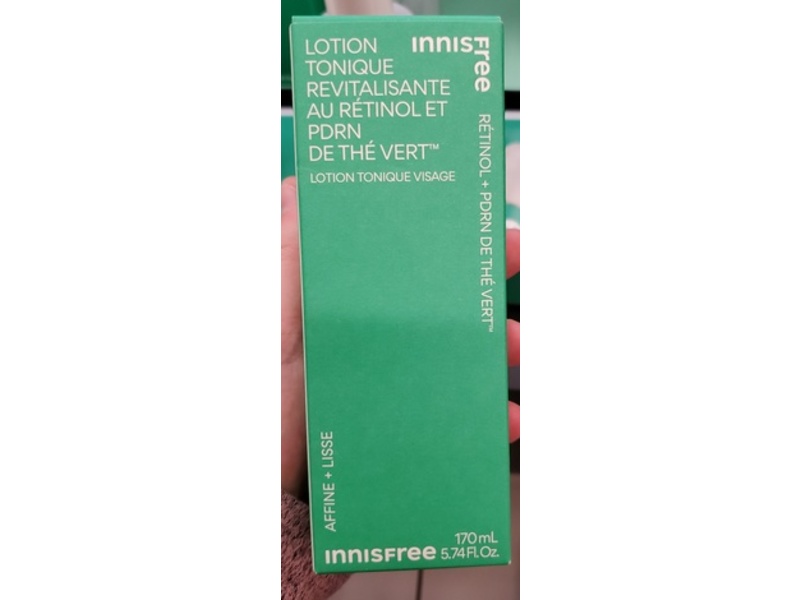 LOTION
TONIQUE
REVITALISANTE
AU RÉTINOL ET
PDRN
DE THÉ VERT™
LOTION TONIQUE VISAGE
innisfree
RÉTINOL + PDRN DE THÉ VERT™
AFFINE + LISSE
170 mL
innisfree 5.74 Fl. Oz.